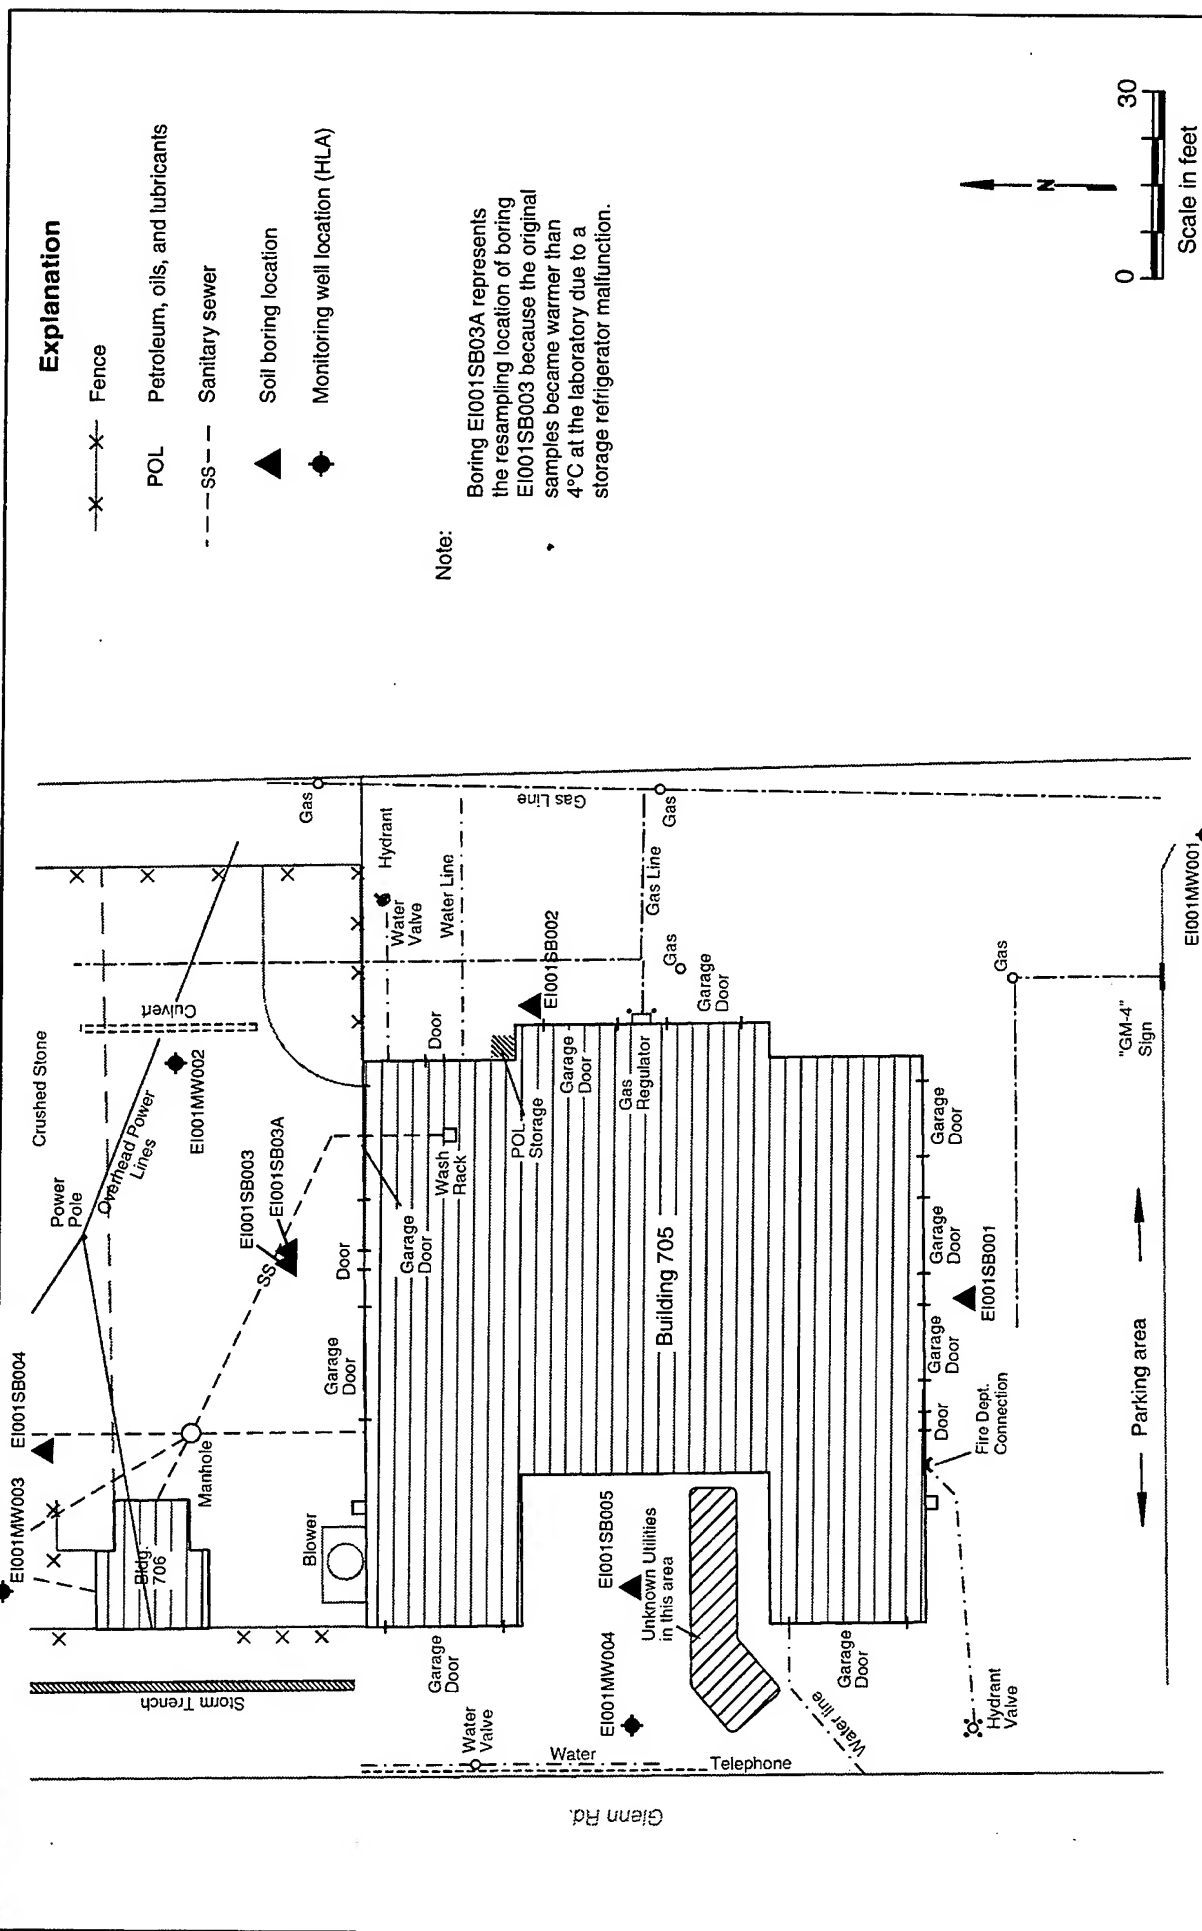 Explanation
Fence
POL Petroleum, oils, and lubricants
SS Sanitary sewer
Soil boring location
Monitoring well location (HLA)
Note:
Boring EI001SB03A represents
the resampling location of boring
EI001SB003 because the original
samples became warmer than
4°C at the laboratory due to a
storage refrigerator malfunction.
N
0 30
Scale in feet
EI001MW003
EI001SB004
Power
Pole
Crushed Stone
Overhead Power
Lines
Culvert
EI001MW002
Gas
Bldg.
706
Manhole
SS
EI001SB003
EI001SB03A
Storm Trench
Blower
Garage
Door
Door
Garage
Door
Wash
Rack
Door
Water
Valve
Hydrant
Water Line
Gas Line
Garage
Door
Water
Valve
Water
Telephone
Glenn Rd.
EI001MW004
EI001SB005
Unknown Utilities
in this area
Building 705
POL
Storage
Garage
Door
Gas
Regulator
EI001SB002
Gas Line
Gas
Gas
Garage
Door
Water line
Garage
Door
Hydrant
Valve
Door
Fire Dept.
Connection
Garage
Door
EI001SB001
Garage
Door
Garage
Door
Gas
"GM-4"
Sign
Parking area
EI001MW001